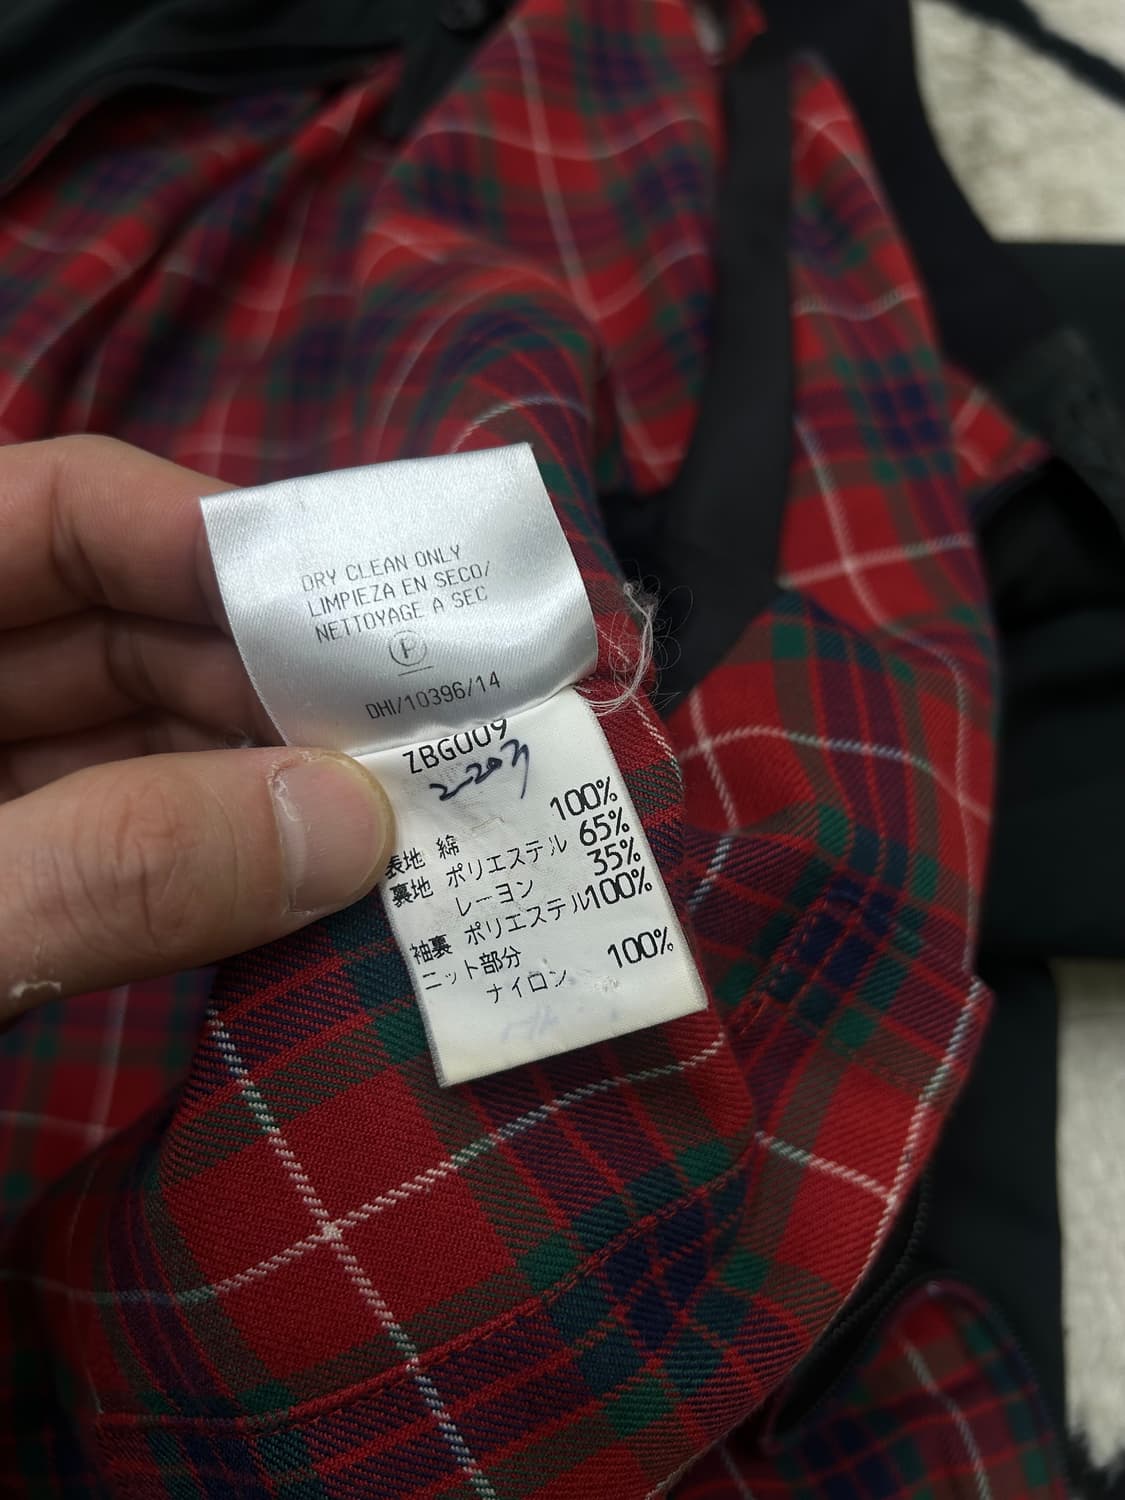 DRY CLEAN ONLY
LIMPIEZA EN SECO/
NETTOYAGE A SEC
P
DHI/10396/14
ZBG009
表地 綿 100%
裏地 ポリエステル 65%
レーヨン 35%
袖裏 ポリエステル100%
ニット部分
ナイロン 100%